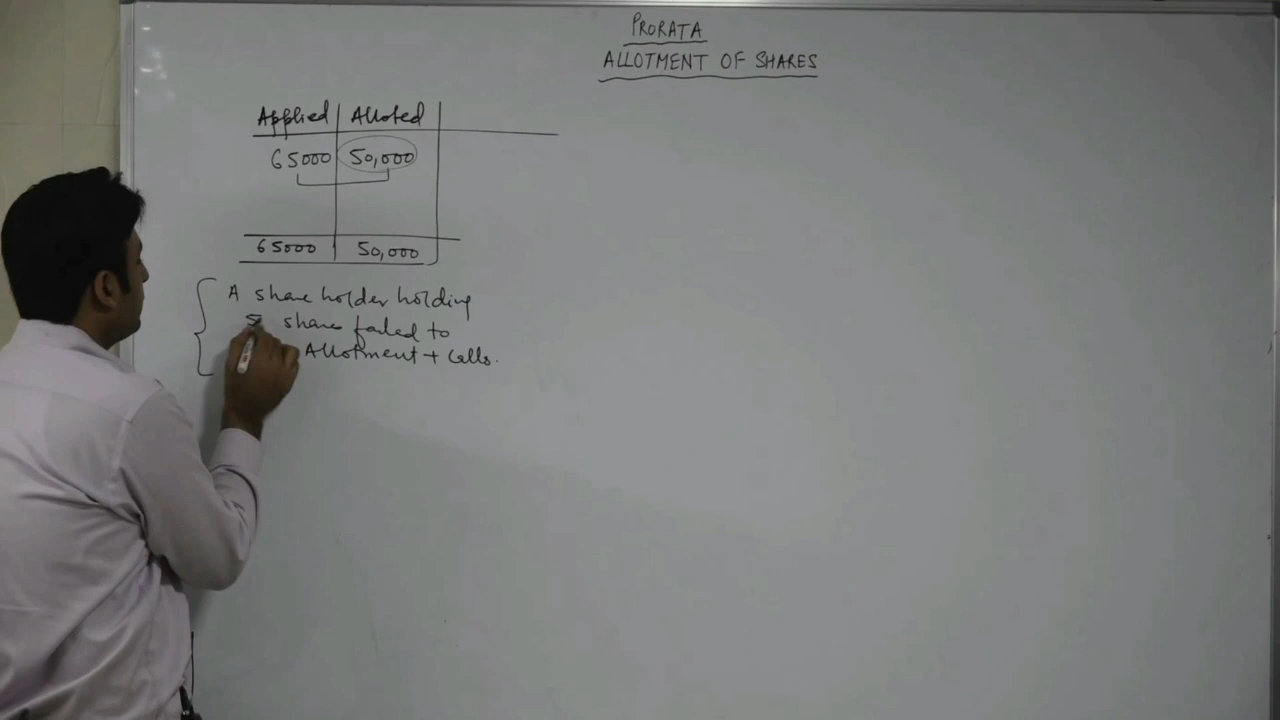 PRORATA
ALLOTMENT OF SHARES
Applied Alloted
65000 50,000
65000 50,000
A share holder holding
5 share failed to
Allotment + Calls.